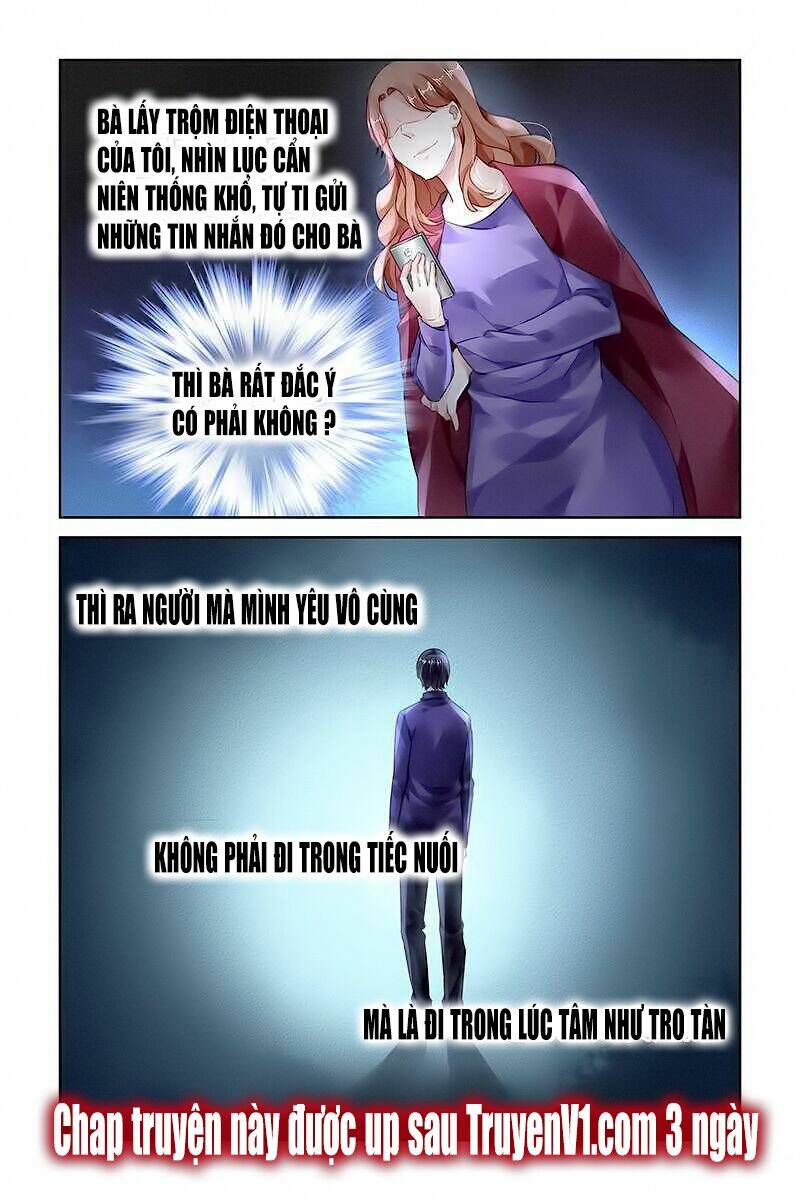 BÀ LẤY TRỘM ĐIỆN THOẠI
CỦA TÔI, NHÌN LỤC CẨN
NIÊN THỐNG KHỔ, TỰ TI GỬI
NHỮNG TIN NHẮN ĐÓ CHO BÀ
THÌ BÀ RẤT ĐẮC Ý
CÓ PHẢI KHÔNG ?
THÌ RA NGƯỜI MÀ MÌNH YÊU VÔ CÙNG
KHÔNG PHẢI ĐI TRONG TIẾC NUỐI
MÀ LÀ ĐI TRONG LÚC TÂM NHƯ TRO TÀN
Chap truyện này được up sau TruyenV1.com 3 ngày